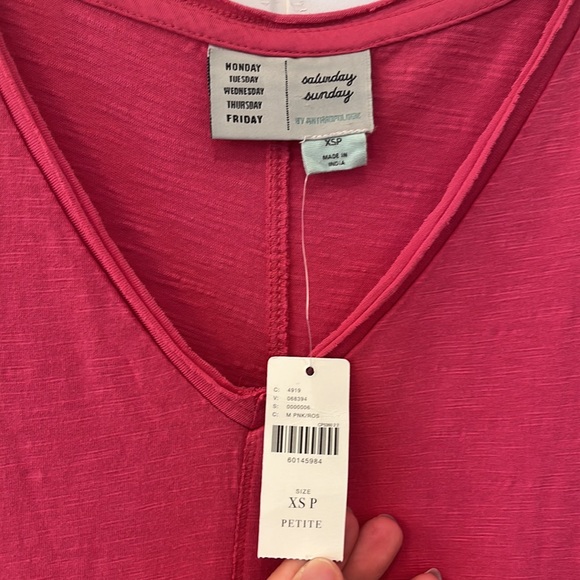 MONDAY
TUESDAY
WEDNESDAY
THURSDAY
FRIDAY
saturday
sunday
BY ANTHROPOLOGIE
XSP
MADE IN
INDIA
C: 4919
V: 068394
S: 0000006
C: M PNK/ROS
60145984
SIZE
XS P
PETITE